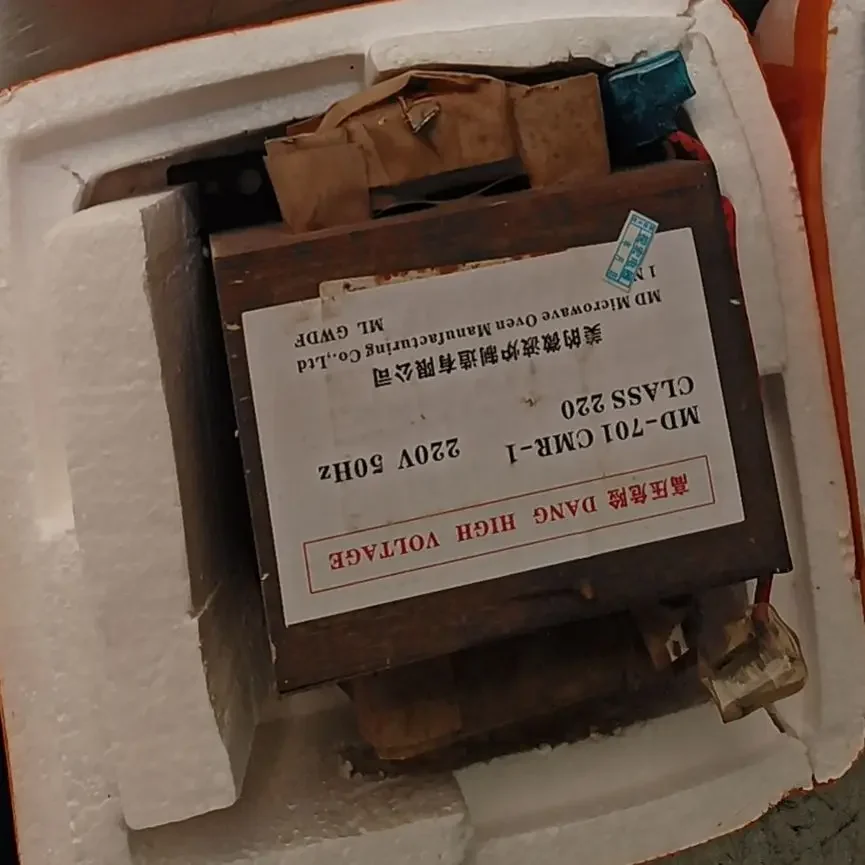 高压危险 DANG HIGH VOLTAGE
MD-701 CMR-1 220V 50Hz
CLASS 220
美的微波炉制造有限公司
MD Microwave Oven Manufacturing Co.,Ltd
ML GWDF